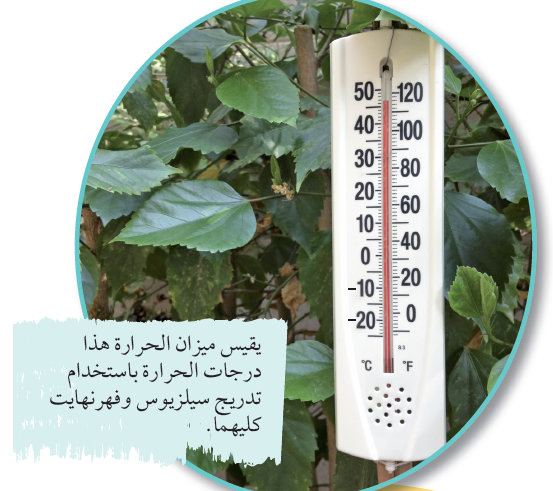 50 120
40 100
30 80
20 60
10 40
0 20
-10 0
-20
°C °F
يقيس ميزان الحرارة هذا
درجات الحرارة باستخدام
تدريج سيلزيوس وفهرنهايت
كليهما.